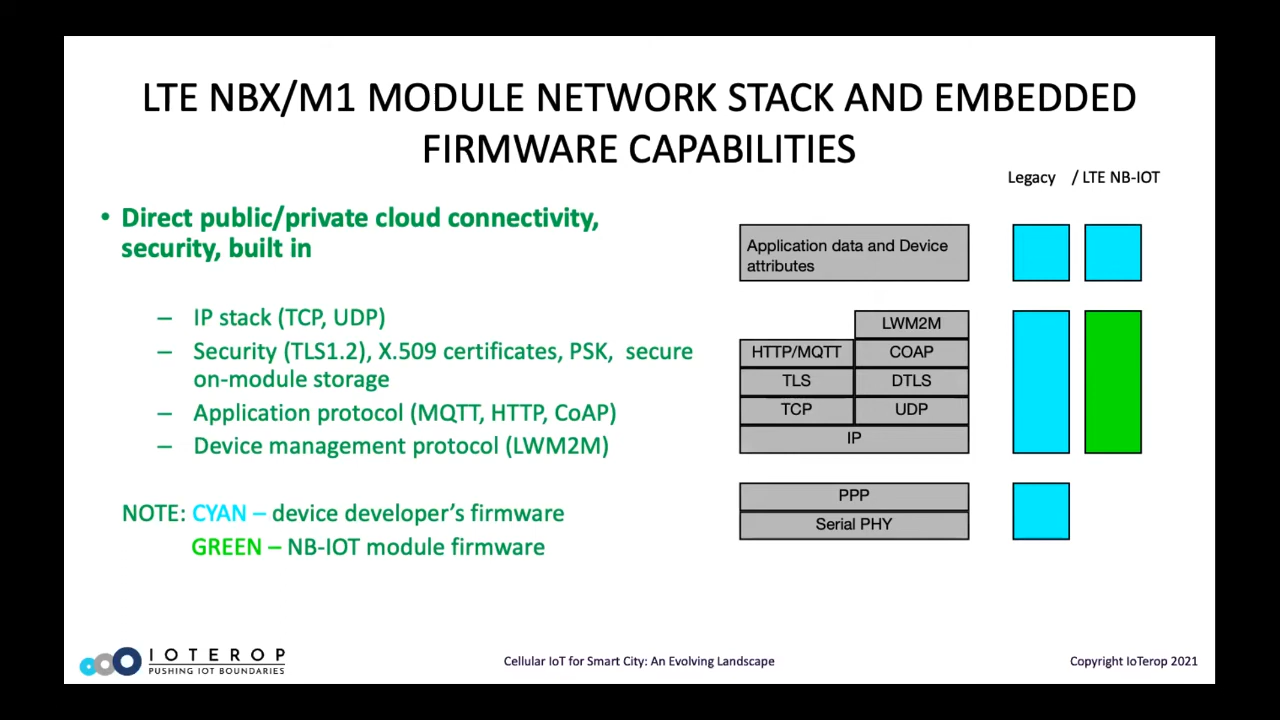 LTE NBX/M1 MODULE NETWORK STACK AND EMBEDDED
FIRMWARE CAPABILITIES
Legacy / LTE NB-IOT
• Direct public/private cloud connectivity,
security, built in
– IP stack (TCP, UDP)
– Security (TLS1.2), X.509 certificates, PSK, secure
on-module storage
– Application protocol (MQTT, HTTP, CoAP)
– Device management protocol (LWM2M)
NOTE: CYAN – device developer’s firmware
GREEN – NB-IOT module firmware
Application data and Device
attributes
LWM2M
HTTP/MQTT COAP
TLS DTLS
TCP UDP
IP
PPP
Serial PHY
IOTEROP
PUSHING IOT BOUNDARIES
Cellular IoT for Smart City: An Evolving Landscape
Copyright IoTerop 2021